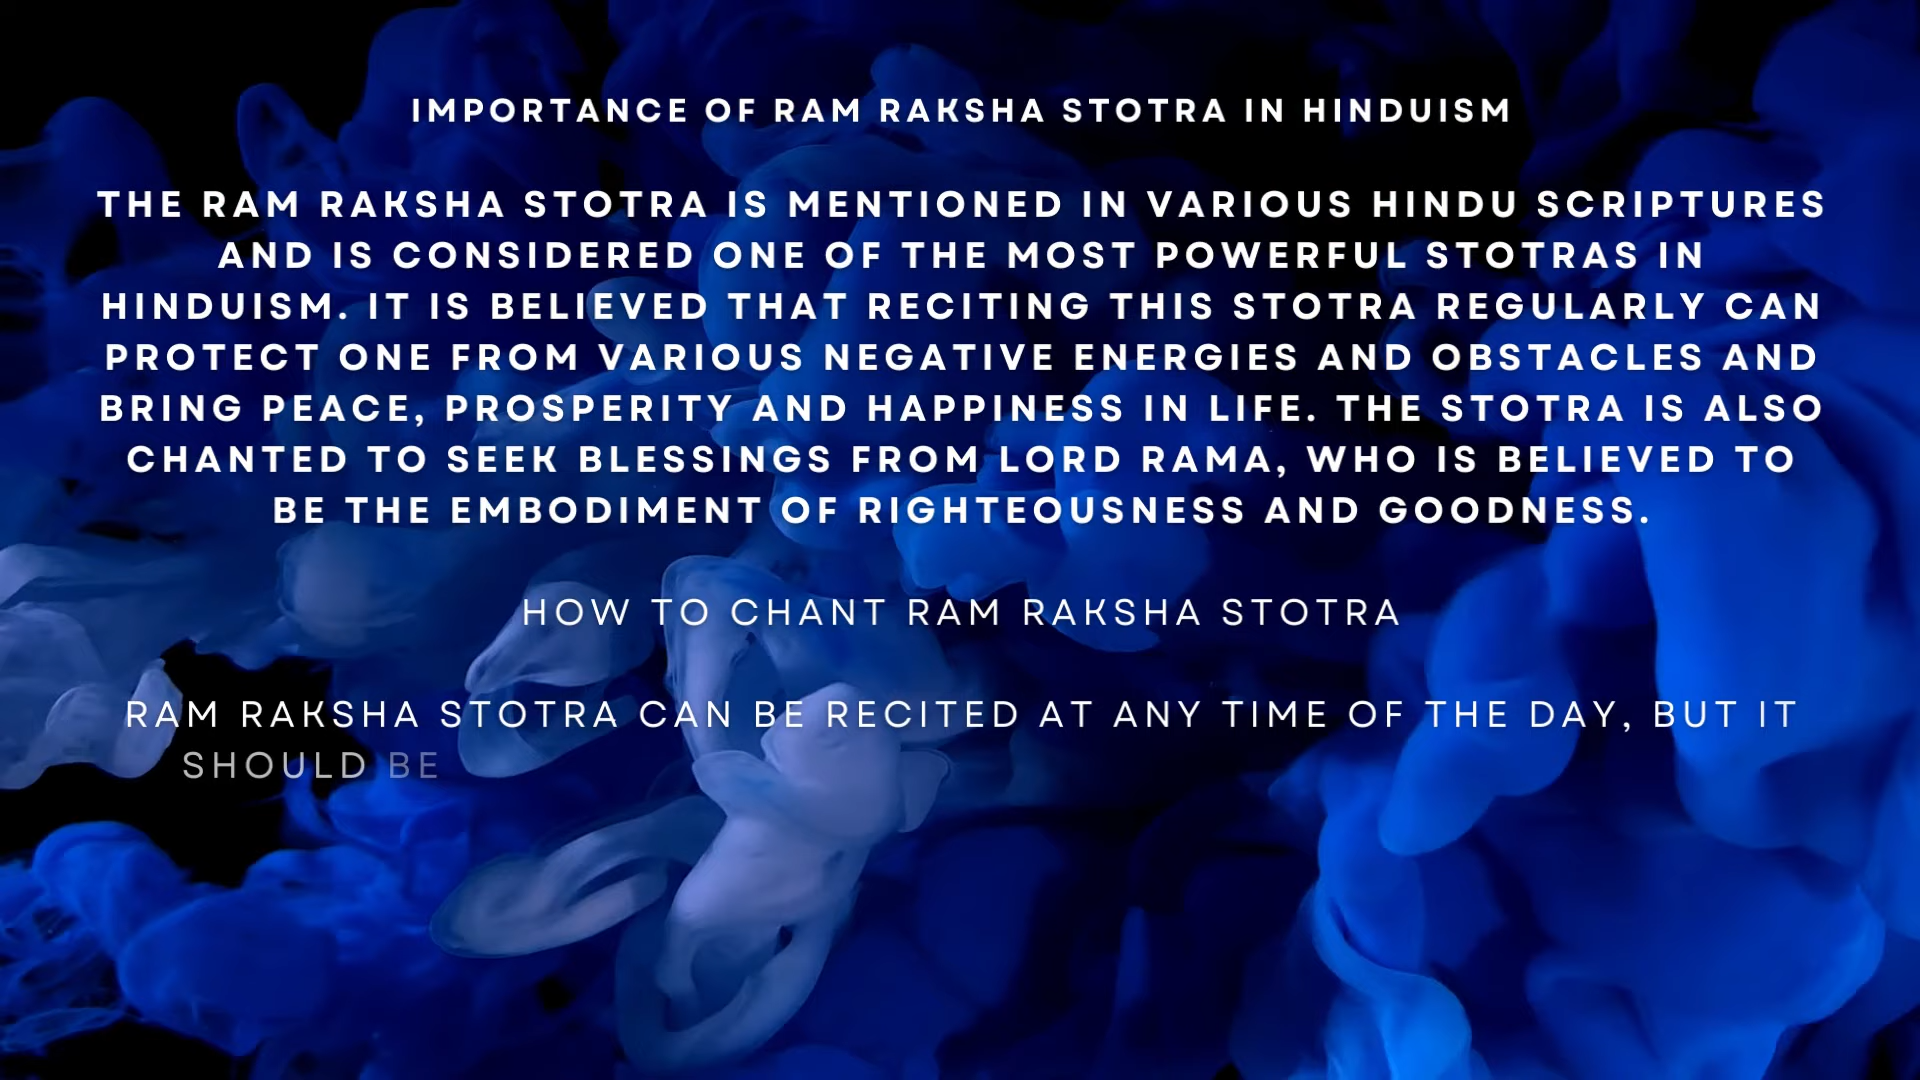 IMPORTANCE OF RAM RAKSHA STOTRA IN HINDUISM
THE RAM RAKSHA STOTRA IS MENTIONED IN VARIOUS HINDU SCRIPTURES
AND IS CONSIDERED ONE OF THE MOST POWERFUL STOTRAS IN
HINDUISM. IT IS BELIEVED THAT RECITING THIS STOTRA REGULARLY CAN
PROTECT ONE FROM VARIOUS NEGATIVE ENERGIES AND OBSTACLES AND
BRING PEACE, PROSPERITY AND HAPPINESS IN LIFE. THE STOTRA IS ALSO
CHANTED TO SEEK BLESSINGS FROM LORD RAMA, WHO IS BELIEVED TO
BE THE EMBODIMENT OF RIGHTEOUSNESS AND GOODNESS.
HOW TO CHANT RAM RAKSHA STOTRA
RAM RAKSHA STOTRA CAN BE RECITED AT ANY TIME OF THE DAY, BUT IT
SHOULD BE